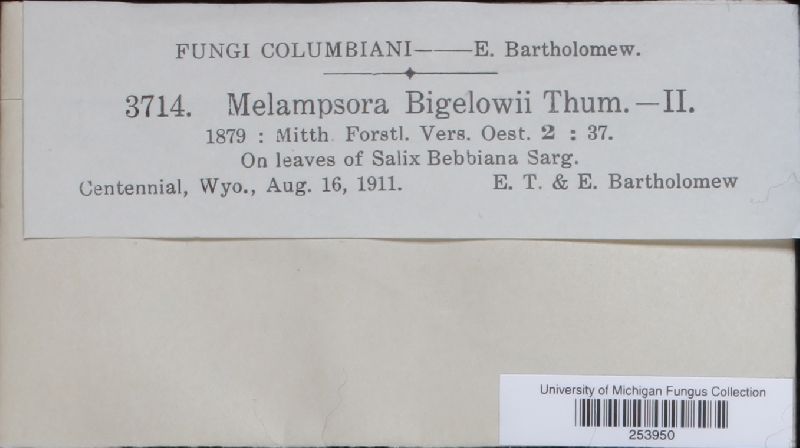 FUNGI COLUMBIANI——E. Bartholomew.
3714. Melampsora Bigelowii Thum.—II.
1879 : Mitth. Forstl. Vers. Oest. 2 : 37.
On leaves of Salix Bebbiana Sarg.
Centennial, Wyo., Aug. 16, 1911. E. T. & E. Bartholomew
University of Michigan Fungus Collection
253950